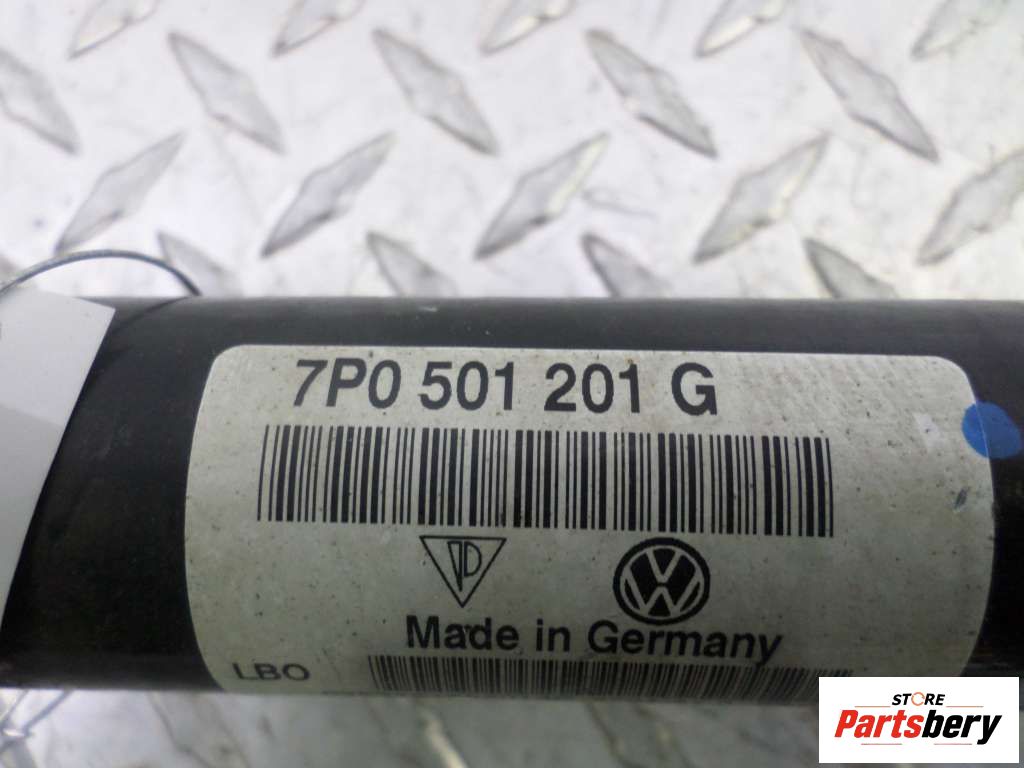 7P0 501 201 G
Made in Germany
LBO
STORE
Partsbery